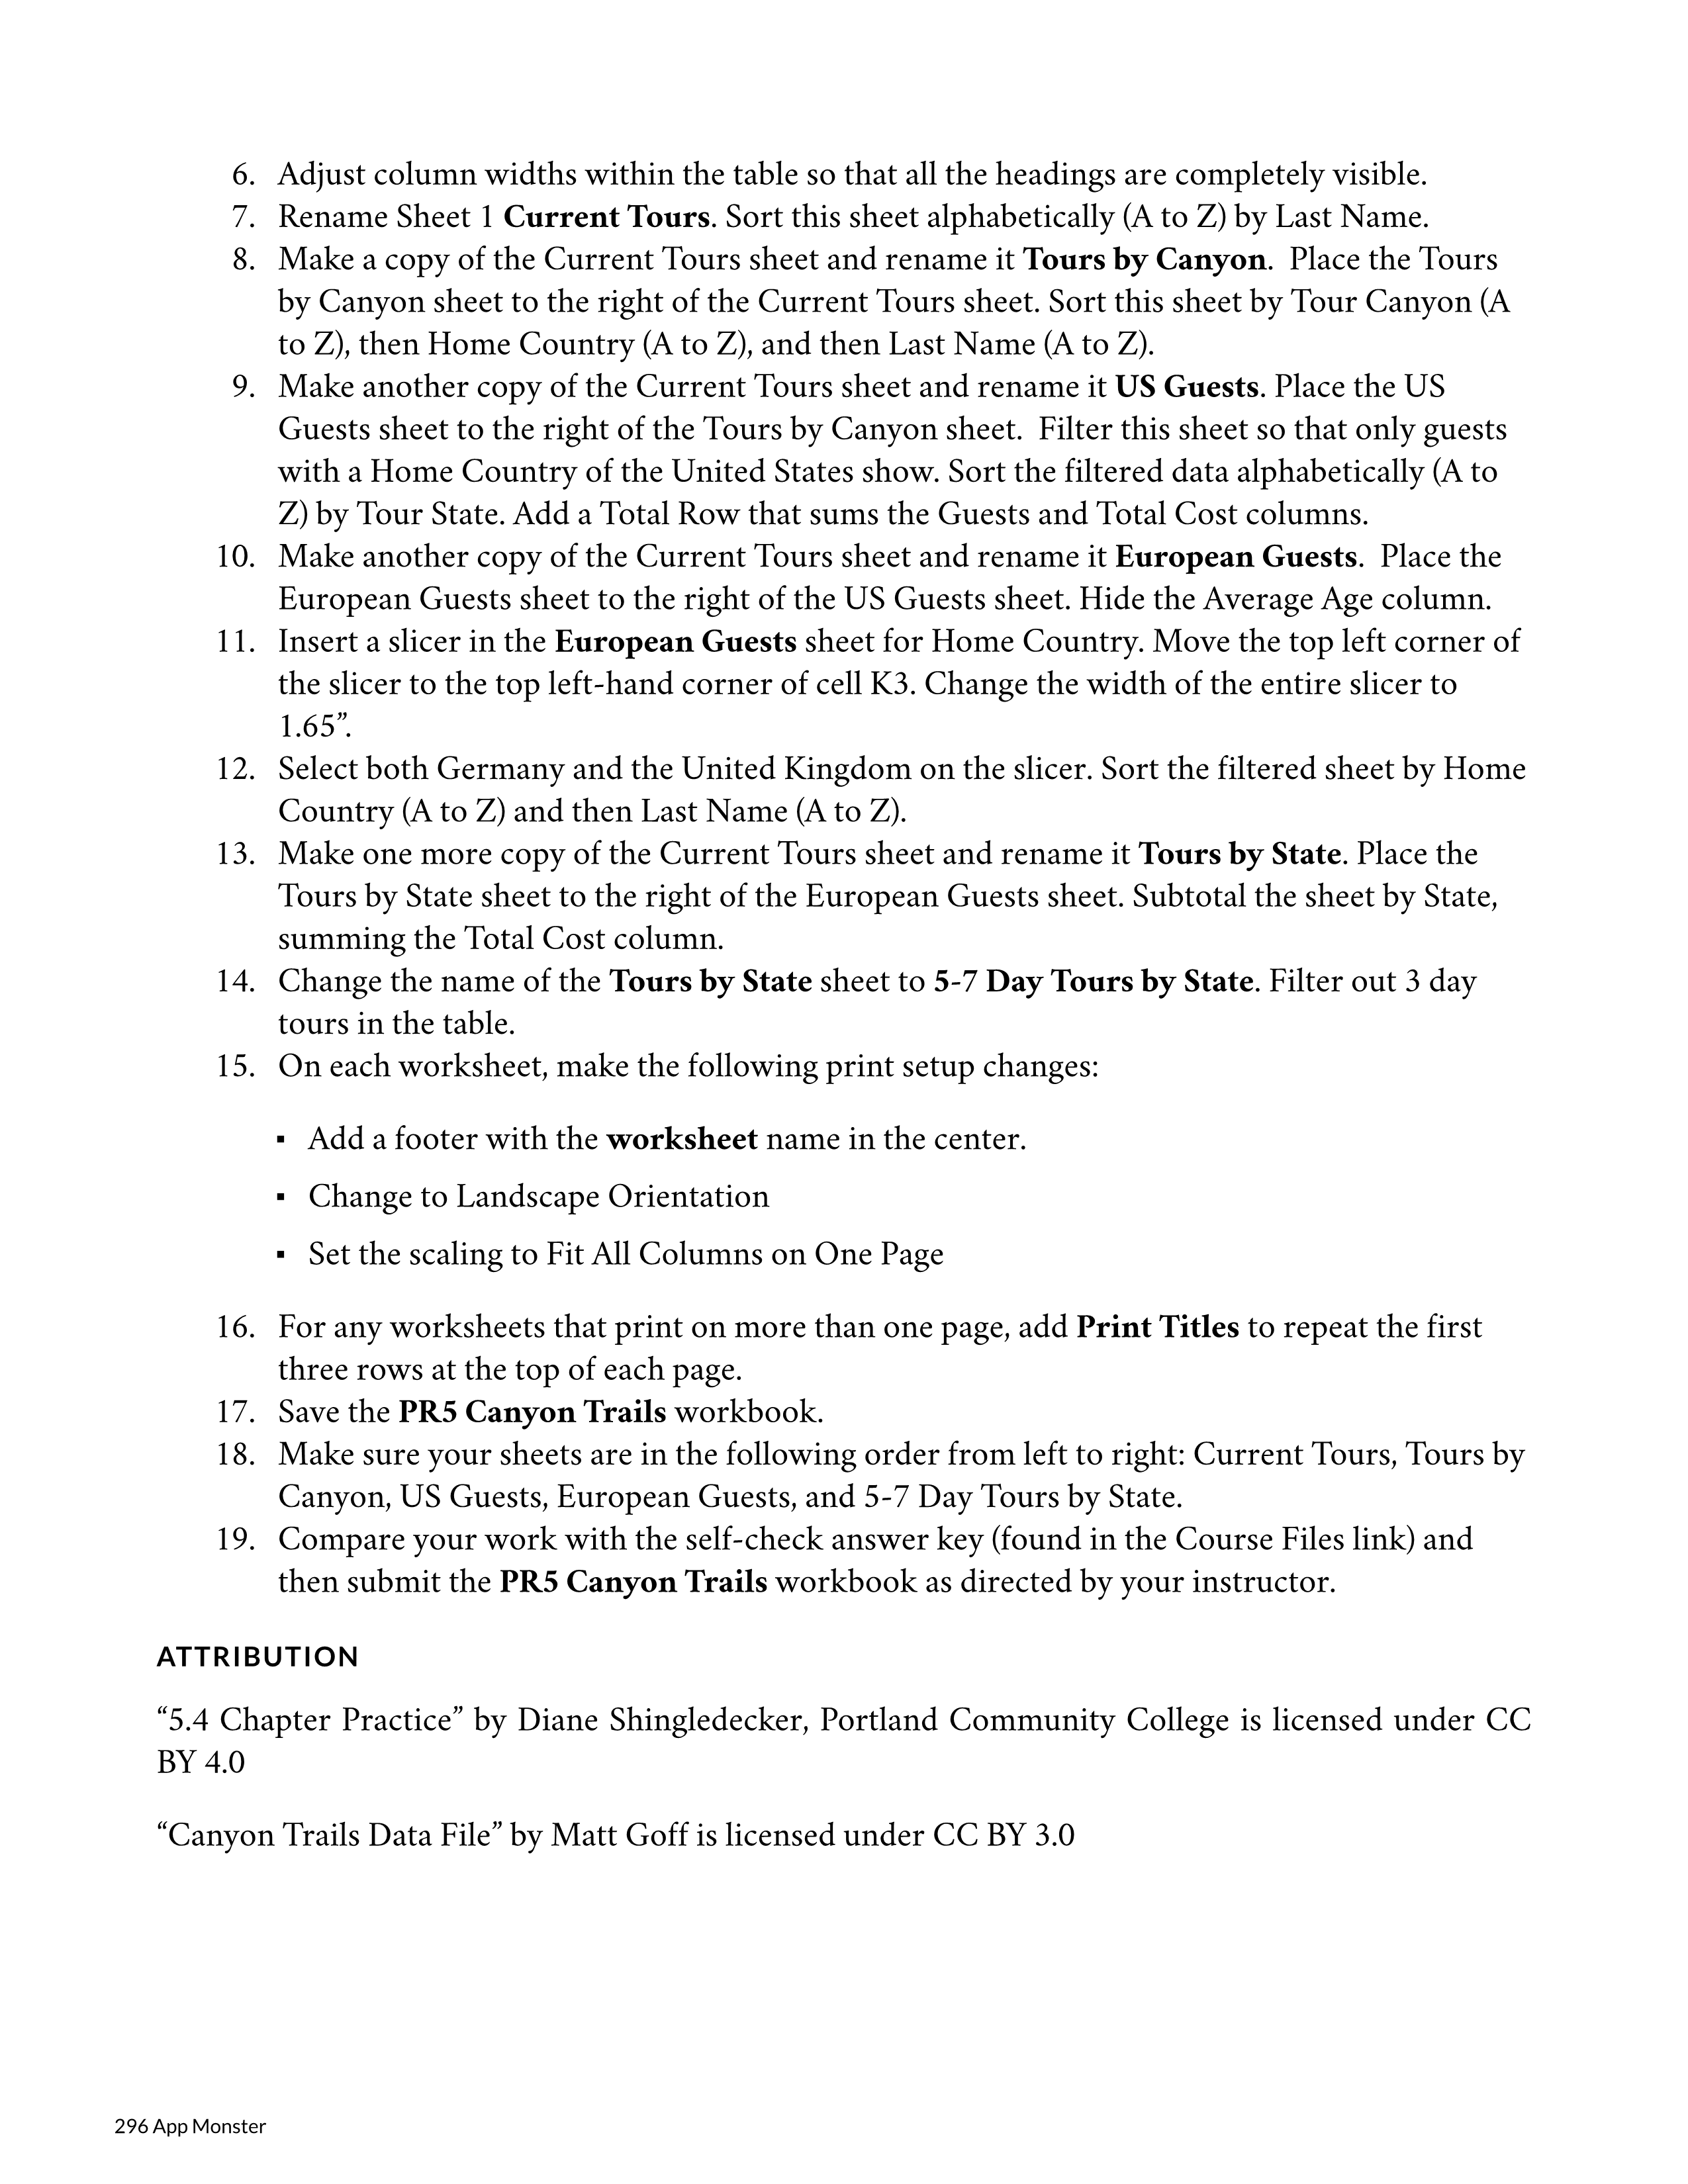 6. Adjust column widths within the table so that all the headings are completely visible.
7. Rename Sheet 1 Current Tours. Sort this sheet alphabetically (A to Z) by Last Name.
8. Make a copy of the Current Tours sheet and rename it Tours by Canyon.  Place the Tours
by Canyon sheet to the right of the Current Tours sheet. Sort this sheet by Tour Canyon (A
to Z), then Home Country (A to Z), and then Last Name (A to Z).
9. Make another copy of the Current Tours sheet and rename it US Guests. Place the US
Guests sheet to the right of the Tours by Canyon sheet.  Filter this sheet so that only guests
with a Home Country of the United States show. Sort the filtered data alphabetically (A to
Z) by Tour State. Add a Total Row that sums the Guests and Total Cost columns.
10. Make another copy of the Current Tours sheet and rename it European Guests.  Place the
European Guests sheet to the right of the US Guests sheet. Hide the Average Age column.
11. Insert a slicer in the European Guests sheet for Home Country. Move the top left corner of
the slicer to the top left-hand corner of cell K3. Change the width of the entire slicer to
1.65”.
12. Select both Germany and the United Kingdom on the slicer. Sort the filtered sheet by Home
Country (A to Z) and then Last Name (A to Z).
13. Make one more copy of the Current Tours sheet and rename it Tours by State. Place the
Tours by State sheet to the right of the European Guests sheet. Subtotal the sheet by State,
summing the Total Cost column.
14. Change the name of the Tours by State sheet to 5-7 Day Tours by State. Filter out 3 day
tours in the table.
15. On each worksheet, make the following print setup changes:
▪ Add a footer with the worksheet name in the center.
▪ Change to Landscape Orientation
▪ Set the scaling to Fit All Columns on One Page
16. For any worksheets that print on more than one page, add Print Titles to repeat the first
three rows at the top of each page.
17. Save the PR5 Canyon Trails workbook.
18. Make sure your sheets are in the following order from left to right: Current Tours, Tours by
Canyon, US Guests, European Guests, and 5-7 Day Tours by State.
19. Compare your work with the self-check answer key (found in the Course Files link) and
then submit the PR5 Canyon Trails workbook as directed by your instructor.
ATTRIBUTION
“5.4 Chapter Practice” by Diane Shingledecker, Portland Community College is licensed under CC
BY 4.0
“Canyon Trails Data File” by Matt Goff is licensed under CC BY 3.0
296 App Monster